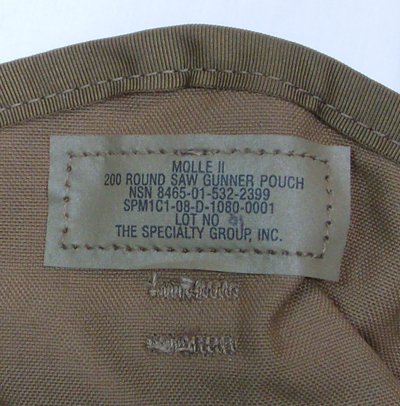 MOLLE II
200 ROUND SAW GUNNER POUCH
NSN 8465-01-532-2399
SPM1C1-08-D-1080-0001
LOT NO
THE SPECIALTY GROUP, INC.